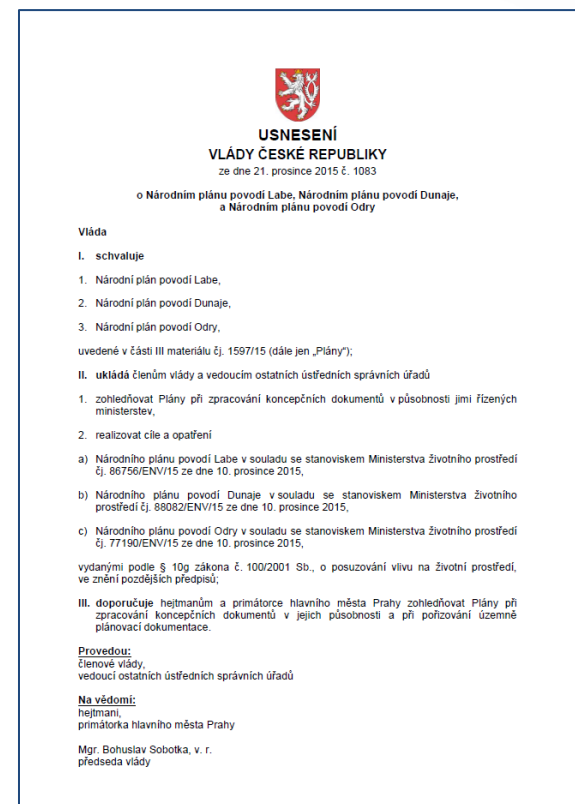 USNESENÍ
VLÁDY ČESKÉ REPUBLIKY
ze dne 21. prosince 2015 č. 1083
o Národním plánu povodí Labe, Národním plánu povodí Dunaje,
a Národním plánu povodí Odry
Vláda
I. schvaluje
1. Národní plán povodí Labe,
2. Národní plán povodí Dunaje,
3. Národní plán povodí Odry,
uvedené v části III materiálu čj. 1597/15 (dále jen „Plány“);
II. ukládá členům vlády a vedoucím ostatních ústředních správních úřadů
1. zohledňovat Plány při zpracování koncepčních dokumentů v působnosti jimi řízených
ministerstev,
2. realizovat cíle a opatření
a) Národního plánu povodí Labe v souladu se stanoviskem Ministerstva životního prostředí
čj. 86756/ENV/15 ze dne 10. prosince 2015,
b) Národního plánu povodí Dunaje v souladu se stanoviskem Ministerstva životního
prostředí čj. 88082/ENV/15 ze dne 10. prosince 2015,
c) Národního plánu povodí Odry v souladu se stanoviskem Ministerstva životního prostředí
čj. 77190/ENV/15 ze dne 10. prosince 2015,
vydanými podle § 10g zákona č. 100/2001 Sb., o posuzování vlivu na životní prostředí,
ve znění pozdějších předpisů;
III. doporučuje hejtmanům a primátorce hlavního města Prahy zohledňovat Plány při
zpracování koncepčních dokumentů v jejich působnosti a při pořizování územně
plánovací dokumentace.
Provedou:
členové vlády,
vedoucí ostatních ústředních správních úřadů
Na vědomí:
hejtmani,
primátorka hlavního města Prahy
Mgr. Bohuslav Sobotka, v. r.
předseda vlády